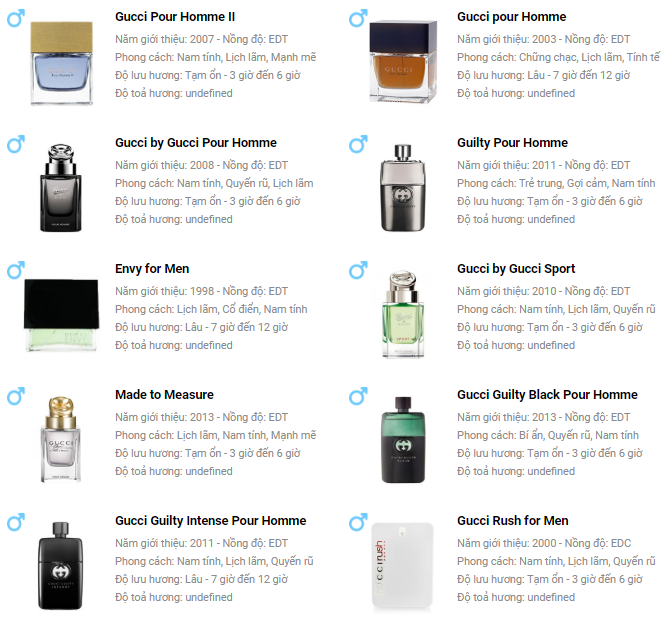 Gucci Pour Homme II
Năm giới thiệu: 2007 - Nồng độ: EDT
Phong cách: Nam tính, Lịch lãm, Mạnh mẽ
Độ lưu hương: Tạm ổn - 3 giờ đến 6 giờ
Độ toả hương: undefined
Gucci pour Homme
Năm giới thiệu: 2003 - Nồng độ: EDT
Phong cách: Chững chạc, Lịch lãm, Tinh tế
Độ lưu hương: Lâu - 7 giờ đến 12 giờ
Độ toả hương: undefined
GUCCI
Gucci by Gucci Pour Homme
Năm giới thiệu: 2008 - Nồng độ: EDT
Phong cách: Nam tính, Quyến rũ, Lịch lãm
Độ lưu hương: Tạm ổn - 3 giờ đến 6 giờ
Độ toả hương: undefined
Guilty Pour Homme
Năm giới thiệu: 2011 - Nồng độ: EDT
Phong cách: Trẻ trung, Gợi cảm, Nam tính
Độ lưu hương: Tạm ổn - 3 giờ đến 6 giờ
Độ toả hương: undefined
Envy for Men
Năm giới thiệu: 1998 - Nồng độ: EDT
Phong cách: Lịch lãm, Cổ điển, Nam tính
Độ lưu hương: Lâu - 7 giờ đến 12 giờ
Độ toả hương: undefined
Gucci by Gucci Sport
Năm giới thiệu: 2010 - Nồng độ: EDT
Phong cách: Nam tính, Lịch lãm, Quyến rũ
Độ lưu hương: Tạm ổn - 3 giờ đến 6 giờ
Độ toả hương: undefined
Made to Measure
Năm giới thiệu: 2013 - Nồng độ: EDT
Phong cách: Lịch lãm, Nam tính, Mạnh mẽ
Độ lưu hương: Tạm ổn - 3 giờ đến 6 giờ
Độ toả hương: undefined
GUCCI
Gucci Guilty Black Pour Homme
Năm giới thiệu: 2013 - Nồng độ: EDT
Phong cách: Bí ẩn, Quyến rũ, Nam tính
Độ lưu hương: Tạm ổn - 3 giờ đến 6 giờ
Độ toả hương: undefined
Gucci Guilty Intense Pour Homme
Năm giới thiệu: 2011 - Nồng độ: EDT
Phong cách: Nam tính, Lịch lãm, Quyến rũ
Độ lưu hương: Lâu - 7 giờ đến 12 giờ
Độ toả hương: undefined
Gucci Rush for Men
Năm giới thiệu: 2000 - Nồng độ: EDC
Phong cách: Nam tính, Lịch lãm, Quyến rũ
Độ lưu hương: Tạm ổn - 3 giờ đến 6 giờ
Độ toả hương: undefined